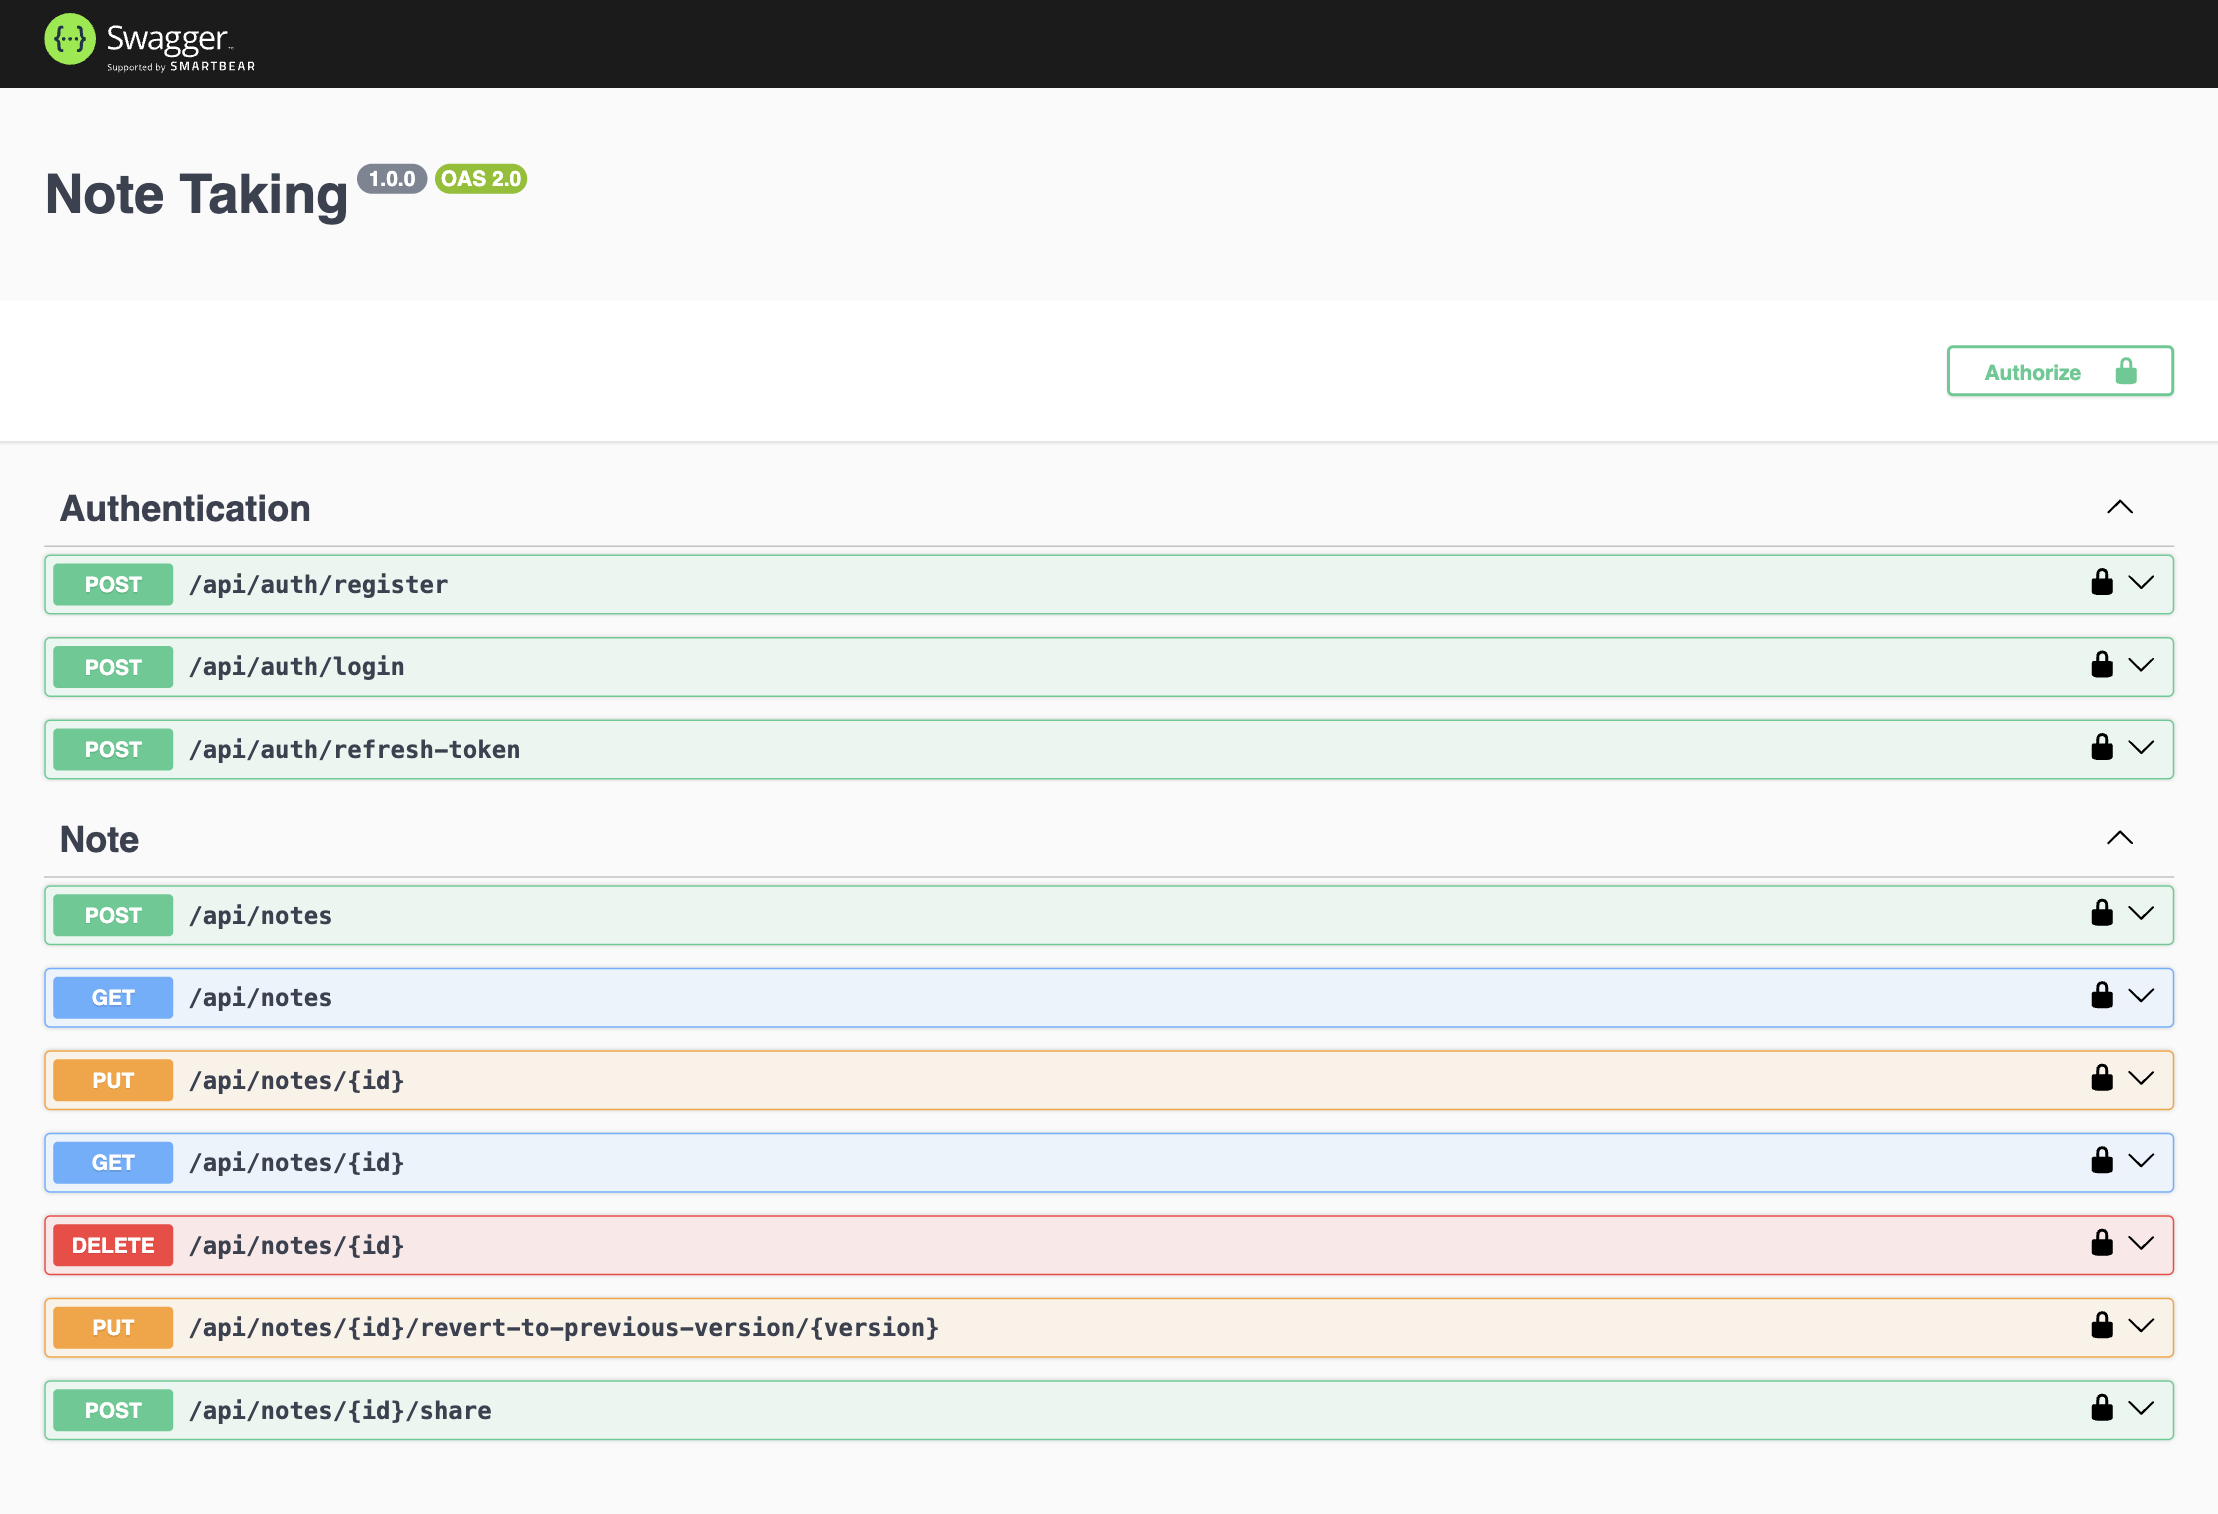 Swagger
Supported by SMARTBEAR
Note Taking 1.0.0 OAS 2.0
Authorize
Authentication
POST /api/auth/register
POST /api/auth/login
POST /api/auth/refresh-token
Note
POST /api/notes
GET /api/notes
PUT /api/notes/{id}
GET /api/notes/{id}
DELETE /api/notes/{id}
PUT /api/notes/{id}/revert-to-previous-version/{version}
POST /api/notes/{id}/share